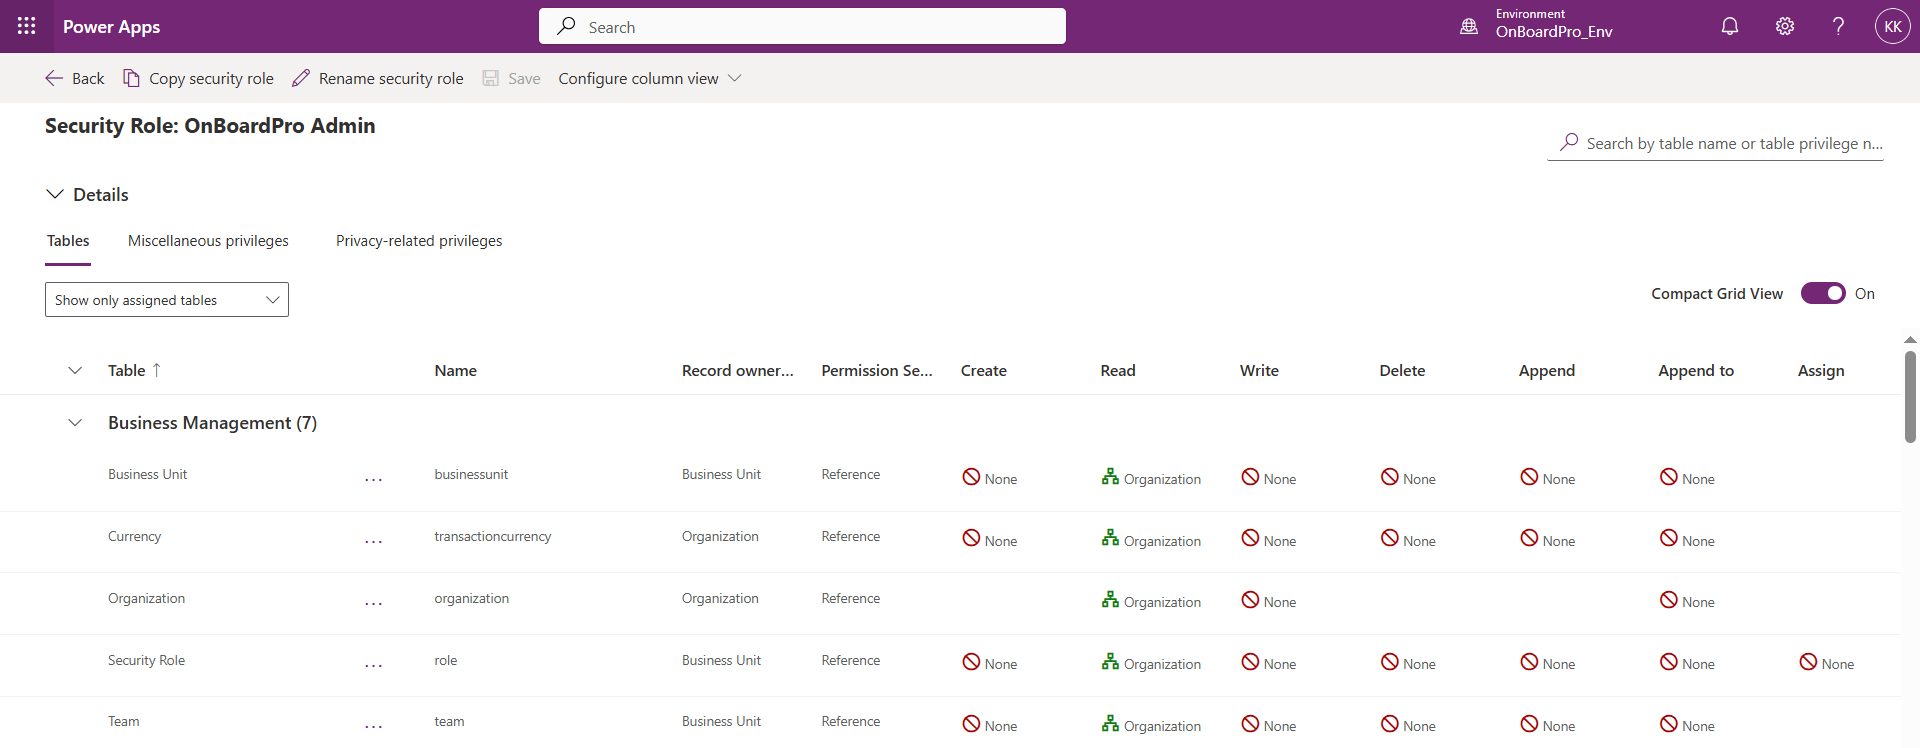 Power Apps
Search
Environment
OnBoardPro_Env
KK
Back
Copy security role
Rename security role
Save
Configure column view
Security Role: OnBoardPro Admin
Search by table name or table privilege n...
Details
Tables
Miscellaneous privileges
Privacy-related privileges
Show only assigned tables
Compact Grid View
On
Table ↑ Name Record owner... Permission Se... Create Read Write Delete Append Append to Assign
Business Management (7)
Business Unit ... businessunit Business Unit Reference None Organization None None None None
Currency ... transactioncurrency Organization Reference None Organization None None None None
Organization ... organization Organization Reference Organization None None
Security Role ... role Business Unit Reference None Organization None None None None None
Team ... team Business Unit Reference None Organization None None None None